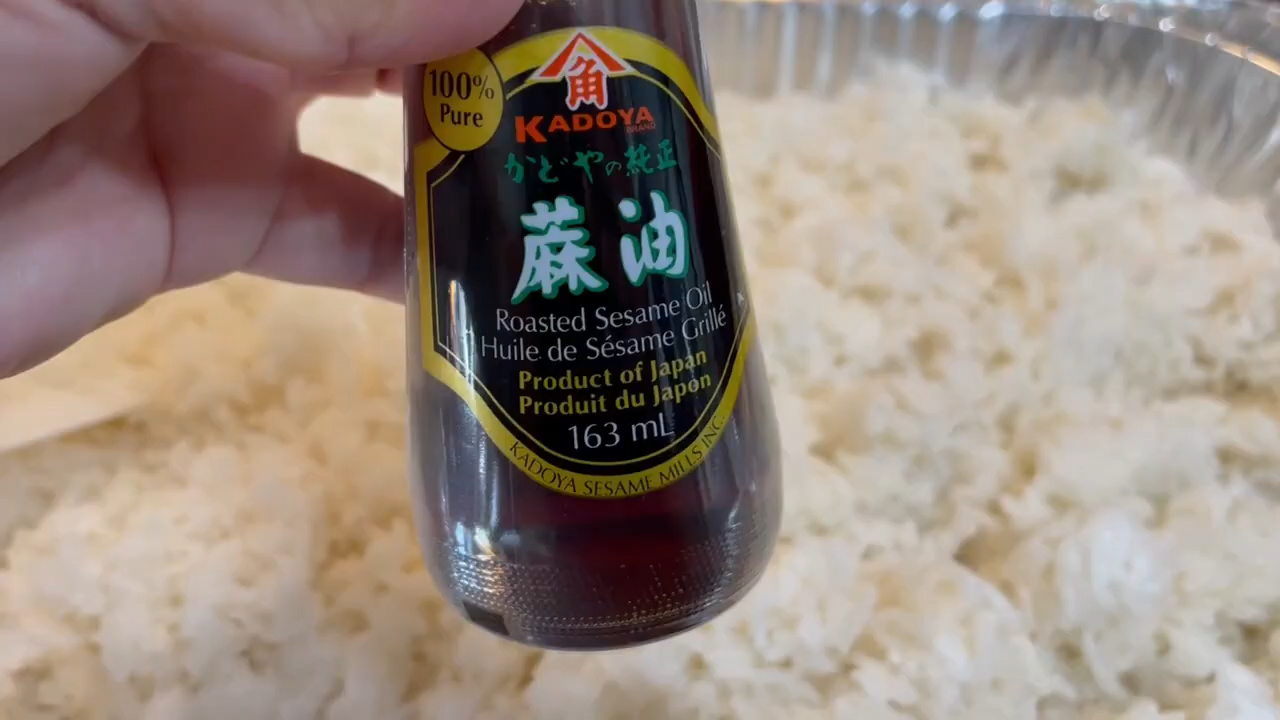 100%
Pure
角
KADOYA
BRAND
かどやの純正
蔴油
Roasted Sesame Oil
Huile de Sésame Grillé
Product of Japan
Produit du Japon
163 mL
KADOYA SESAME MILLS INC.